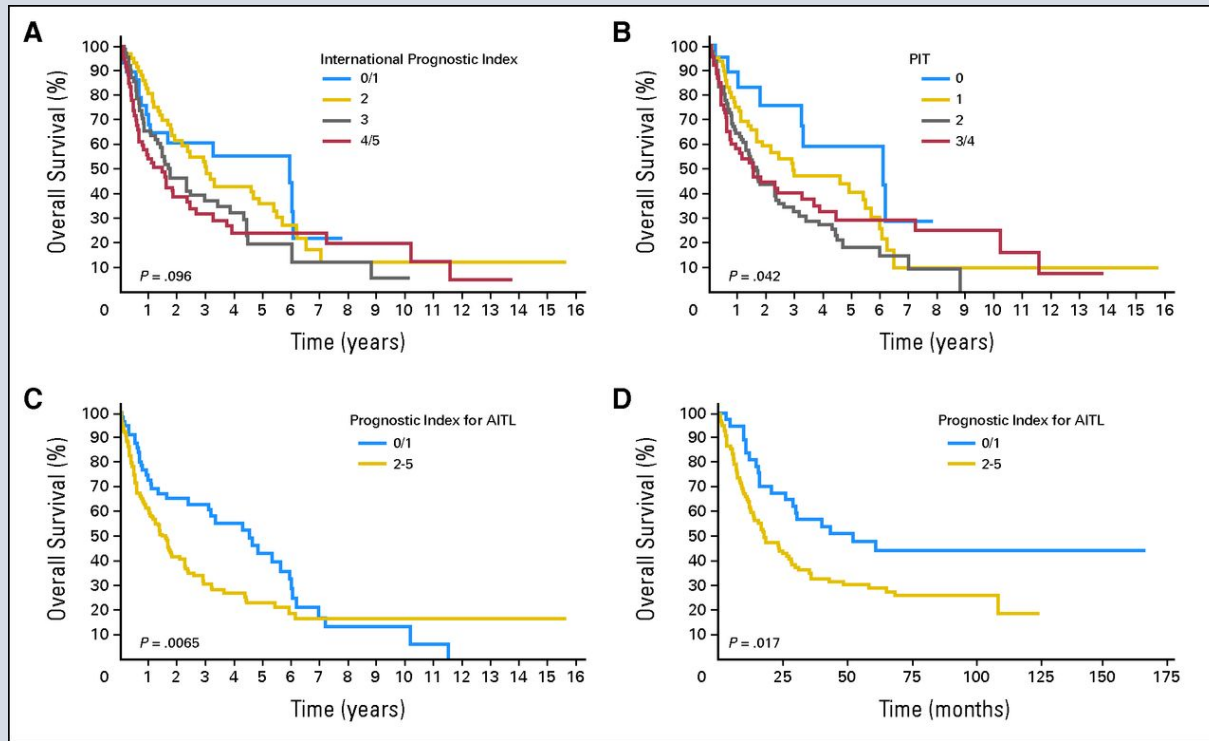 A
Overall Survival (%)
100
90
80
70
60
50
40
30
20
10
0
International Prognostic Index
0/1
2
3
4/5
P = .096
1 2 3 4 5 6 7 8 9 10 11 12 13 14 15 16
Time (years)
B
Overall Survival (%)
100
90
80
70
60
50
40
30
20
10
0
PIT
0
1
2
3/4
P = .042
1 2 3 4 5 6 7 8 9 10 11 12 13 14 15 16
Time (years)
C
Overall Survival (%)
100
90
80
70
60
50
40
30
20
10
0
Prognostic Index for AITL
0/1
2-5
P = .0065
1 2 3 4 5 6 7 8 9 10 11 12 13 14 15 16
Time (years)
D
Overall Survival (%)
100
90
80
70
60
50
40
30
20
10
0
Prognostic Index for AITL
0/1
2-5
P = .017
25 50 75 100 125 150 175
Time (months)